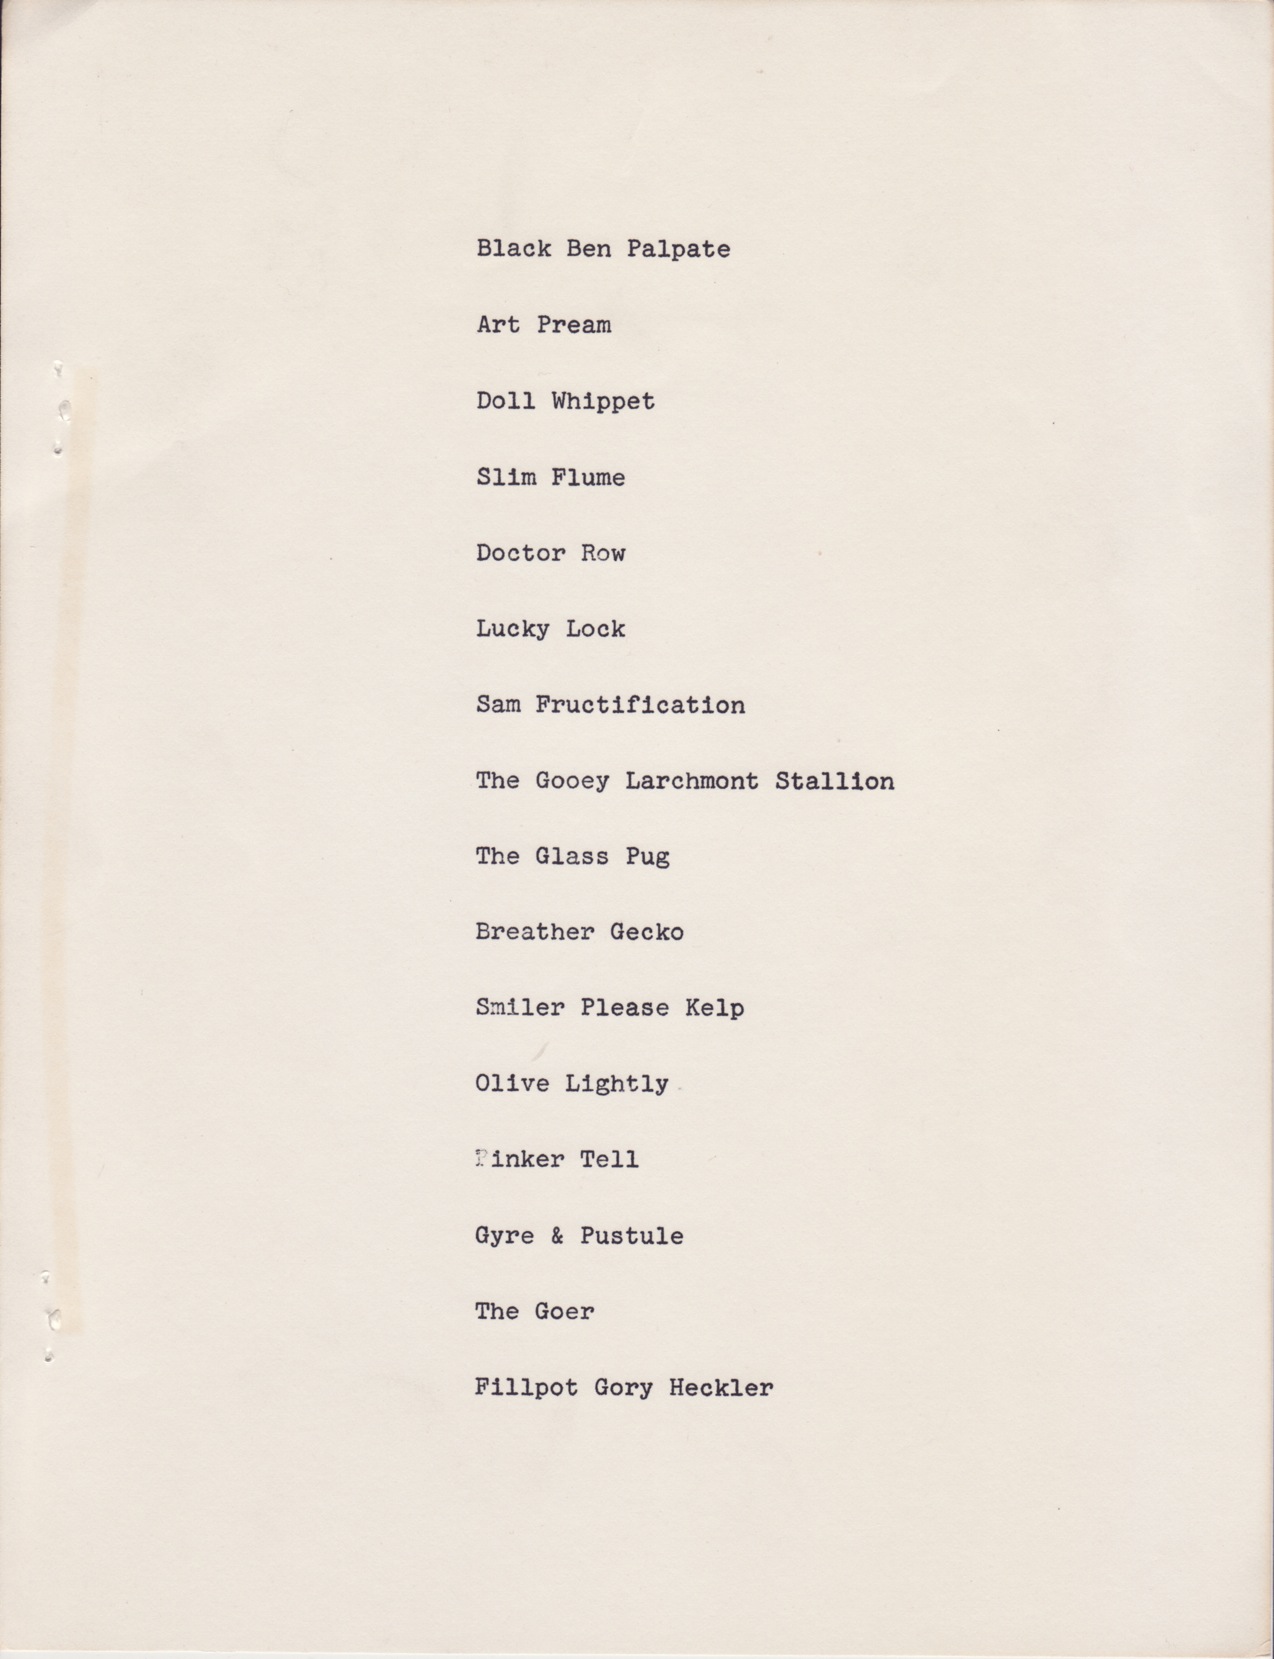 Black Ben Palpate
Art Pream
Doll Whippet
Slim Flume
Doctor Row
Lucky Lock
Sam Fructification
The Gooey Larchmont Stallion
The Glass Pug
Breather Gecko
Smiler Please Kelp
Olive Lightly
Pinker Tell
Gyre & Pustule
The Goer
Fillpot Gory Heckler